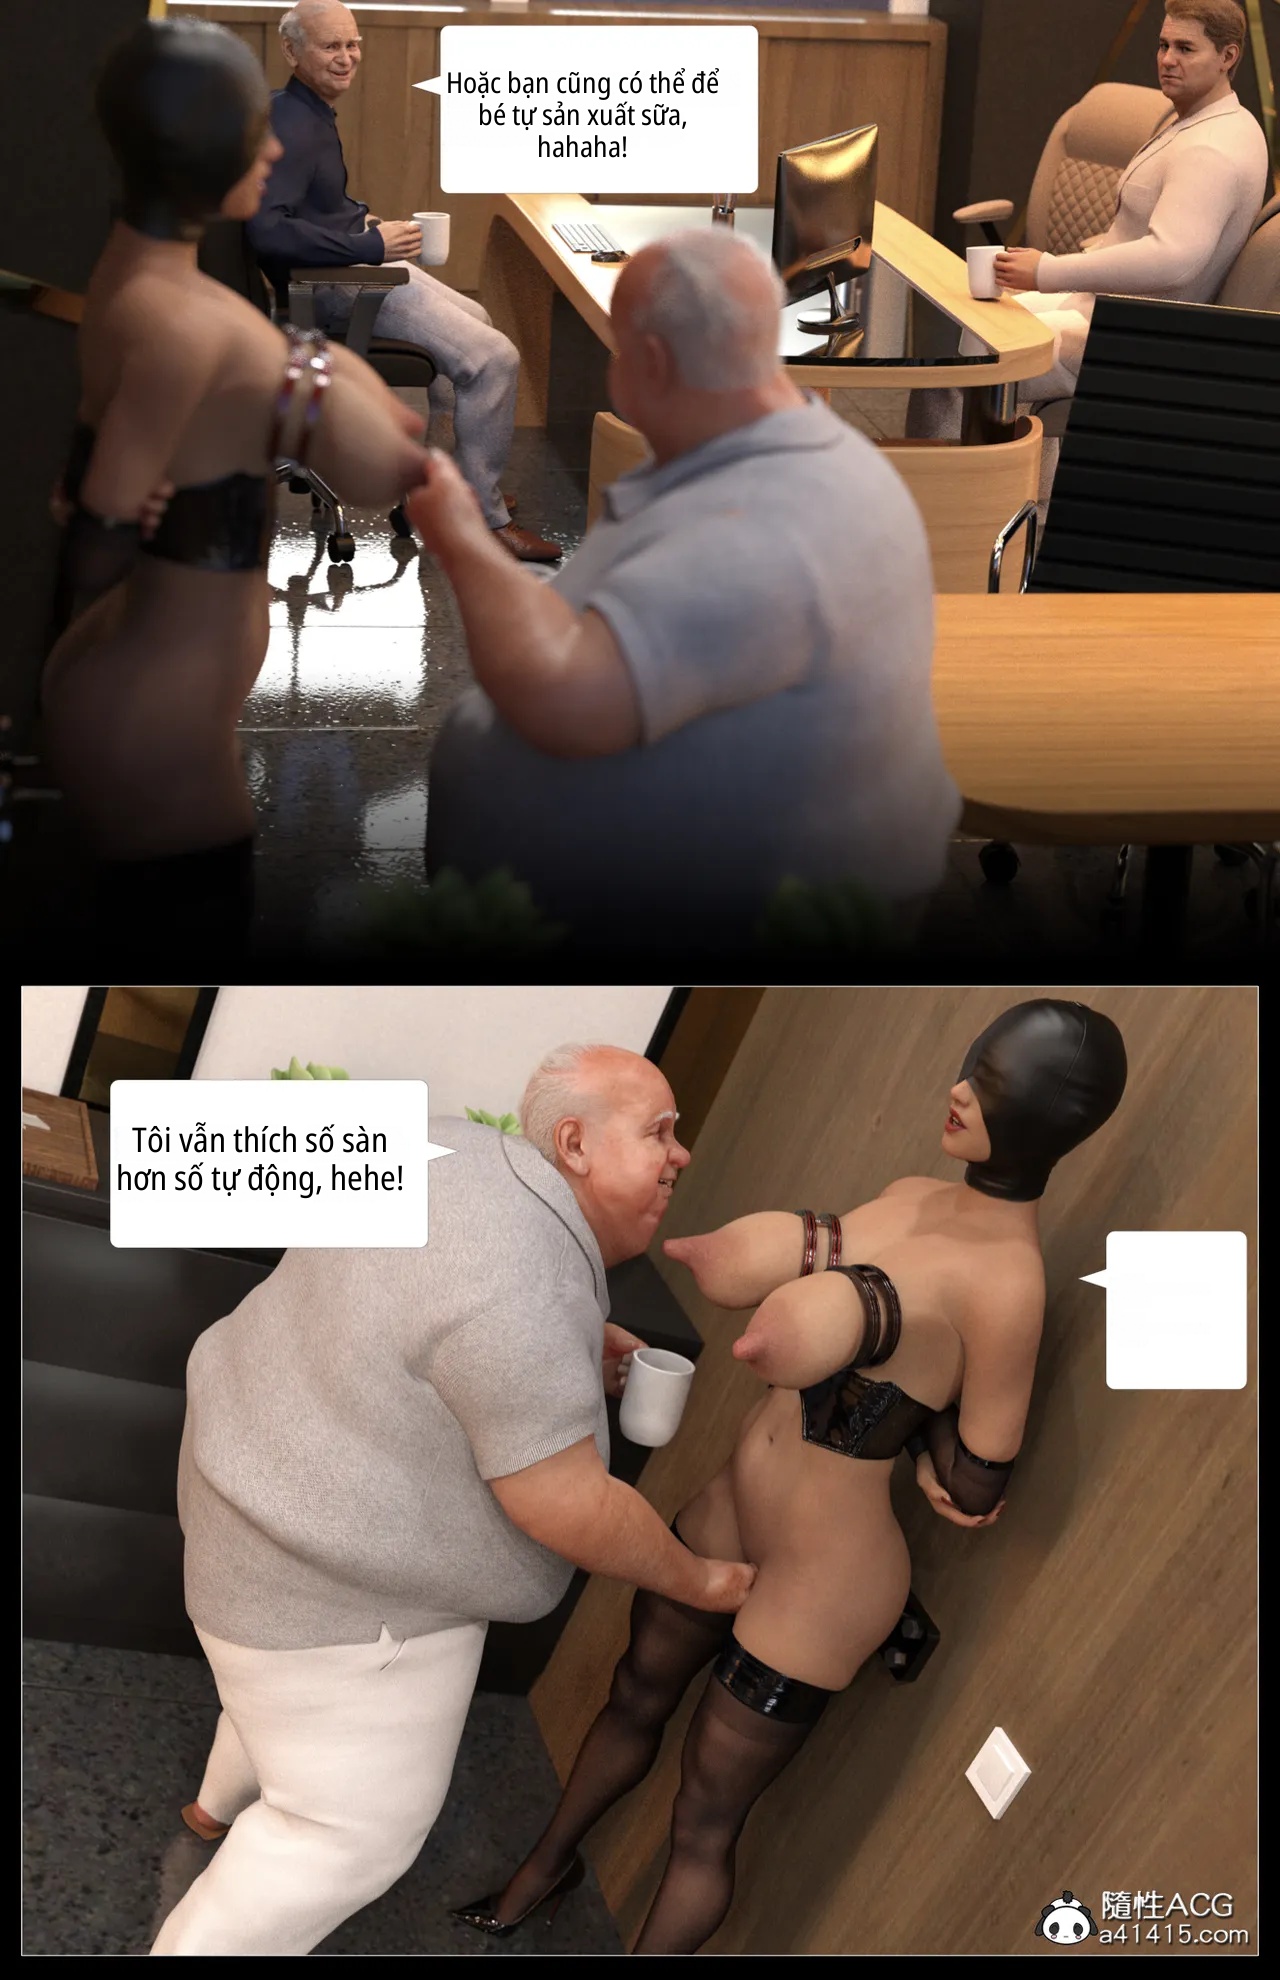 Hoặc bạn cũng có thể để
bé tự sản xuất sữa,
hahaha!
Tôi vẫn thích số sàn
hơn số tự động, hehe!
隨性ACG
a41415.com